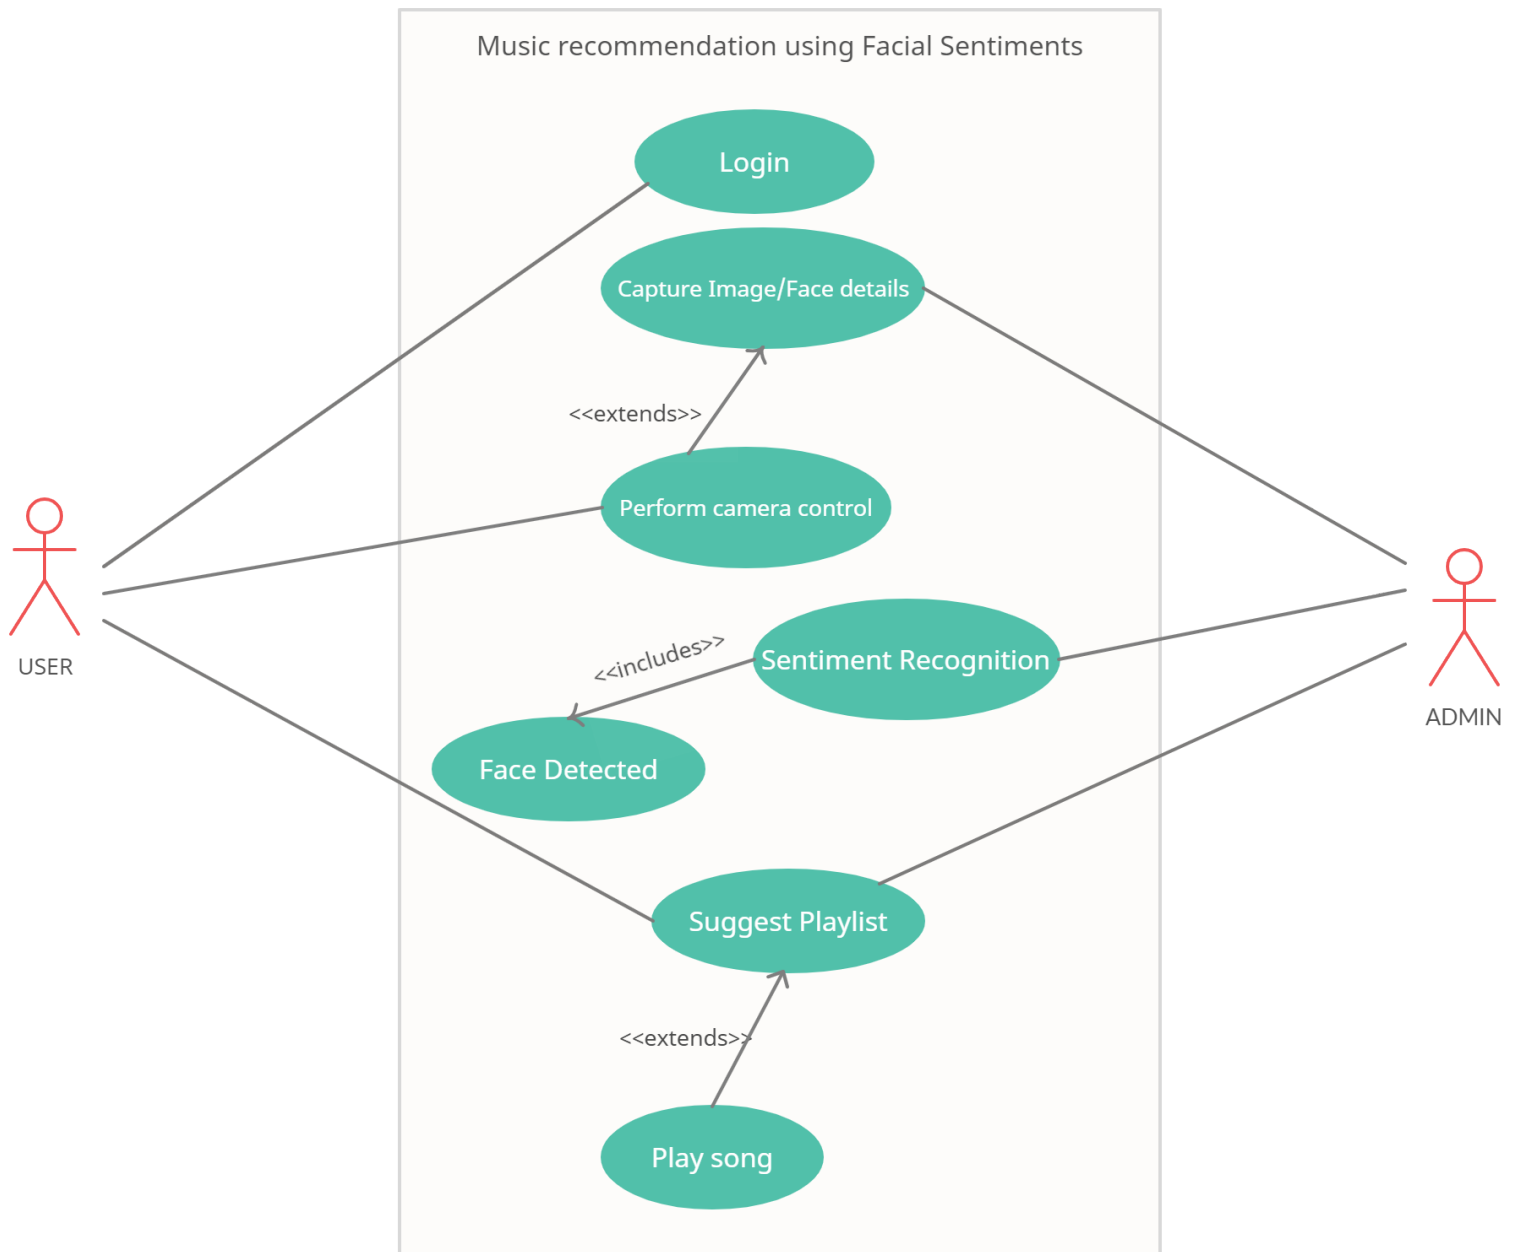 Music recommendation using Facial Sentiments
Login
Capture Image/Face details
<<extends>>
Perform camera control
<<includes>>
Sentiment Recognition
USER
ADMIN
Face Detected
Suggest Playlist
<<extends>>
Play song